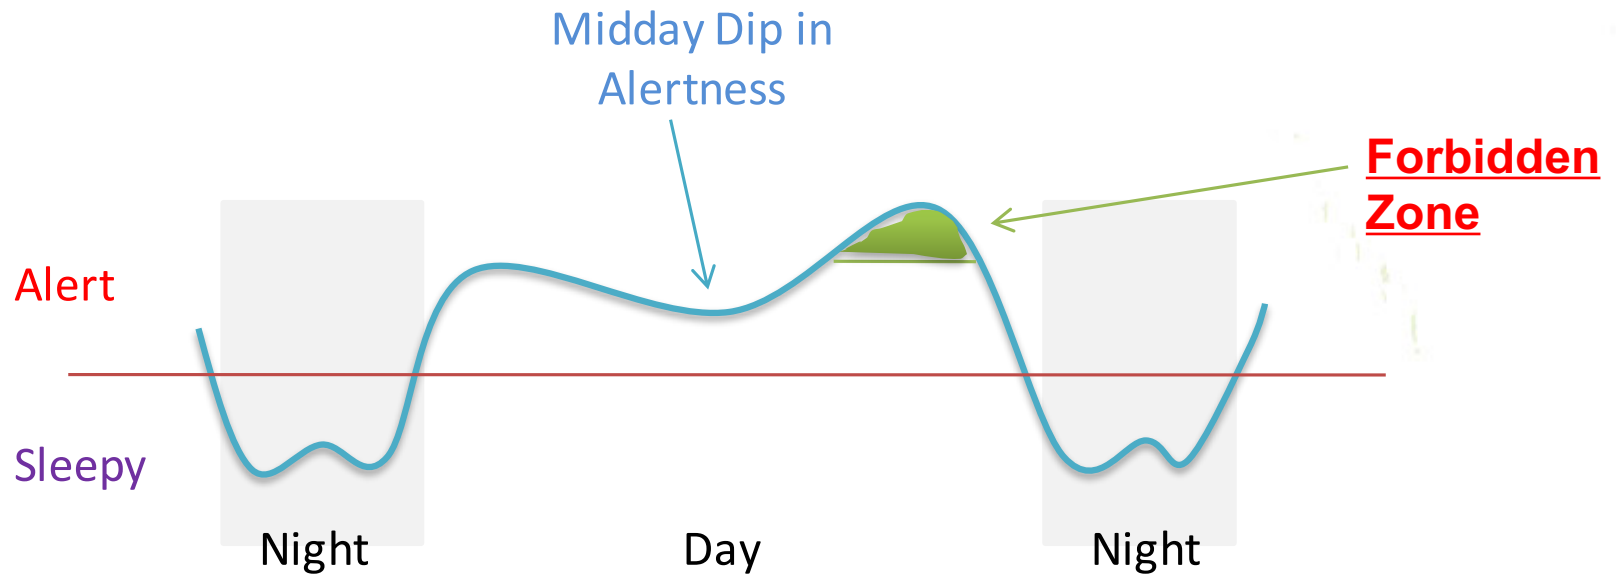 Midday Dip in
Alertness
Forbidden
Zone
Alert
Sleepy
Night
Day
Night